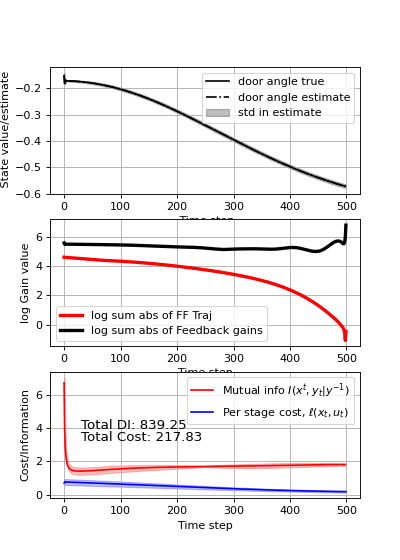 State value/estimate
−0.2
−0.3
−0.4
−0.5
−0.6
door angle true
door angle estimate
std in estimate
0 100 200 300 400 500
Time step
log Gain value
6
4
2
0
log sum abs of FF Traj
log sum abs of Feedback gains
0 100 200 300 400 500
Time step
Cost/Information
6
4
2
0
Mutual info I(x^t, y_t|y^{-1})
Per stage cost, ℓ(x_t, u_t)
Total DI: 839.25
Total Cost: 217.83
0 100 200 300 400 500
Time step